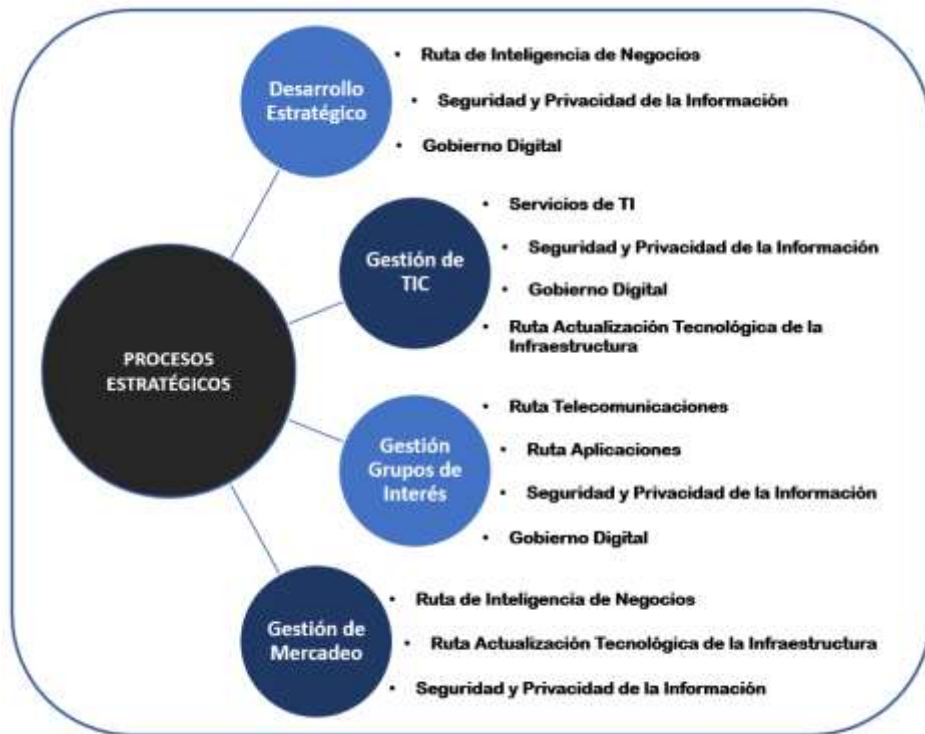 Desarrollo
Estratégico
• Ruta de Inteligencia de Negocios
• Seguridad y Privacidad de la Información
• Gobierno Digital
Gestión de
TIC
• Servicios de TI
• Seguridad y Privacidad de la Información
• Gobierno Digital
• Ruta Actualización Tecnológica de la
Infraestructura
PROCESOS
ESTRATÉGICOS
Gestión
Grupos de
Interés
• Ruta Telecomunicaciones
• Ruta Aplicaciones
• Seguridad y Privacidad de la Información
• Gobierno Digital
Gestión de
Mercadeo
• Ruta de Inteligencia de Negocios
• Ruta Actualización Tecnológica de la Infraestructura
• Seguridad y Privacidad de la Información